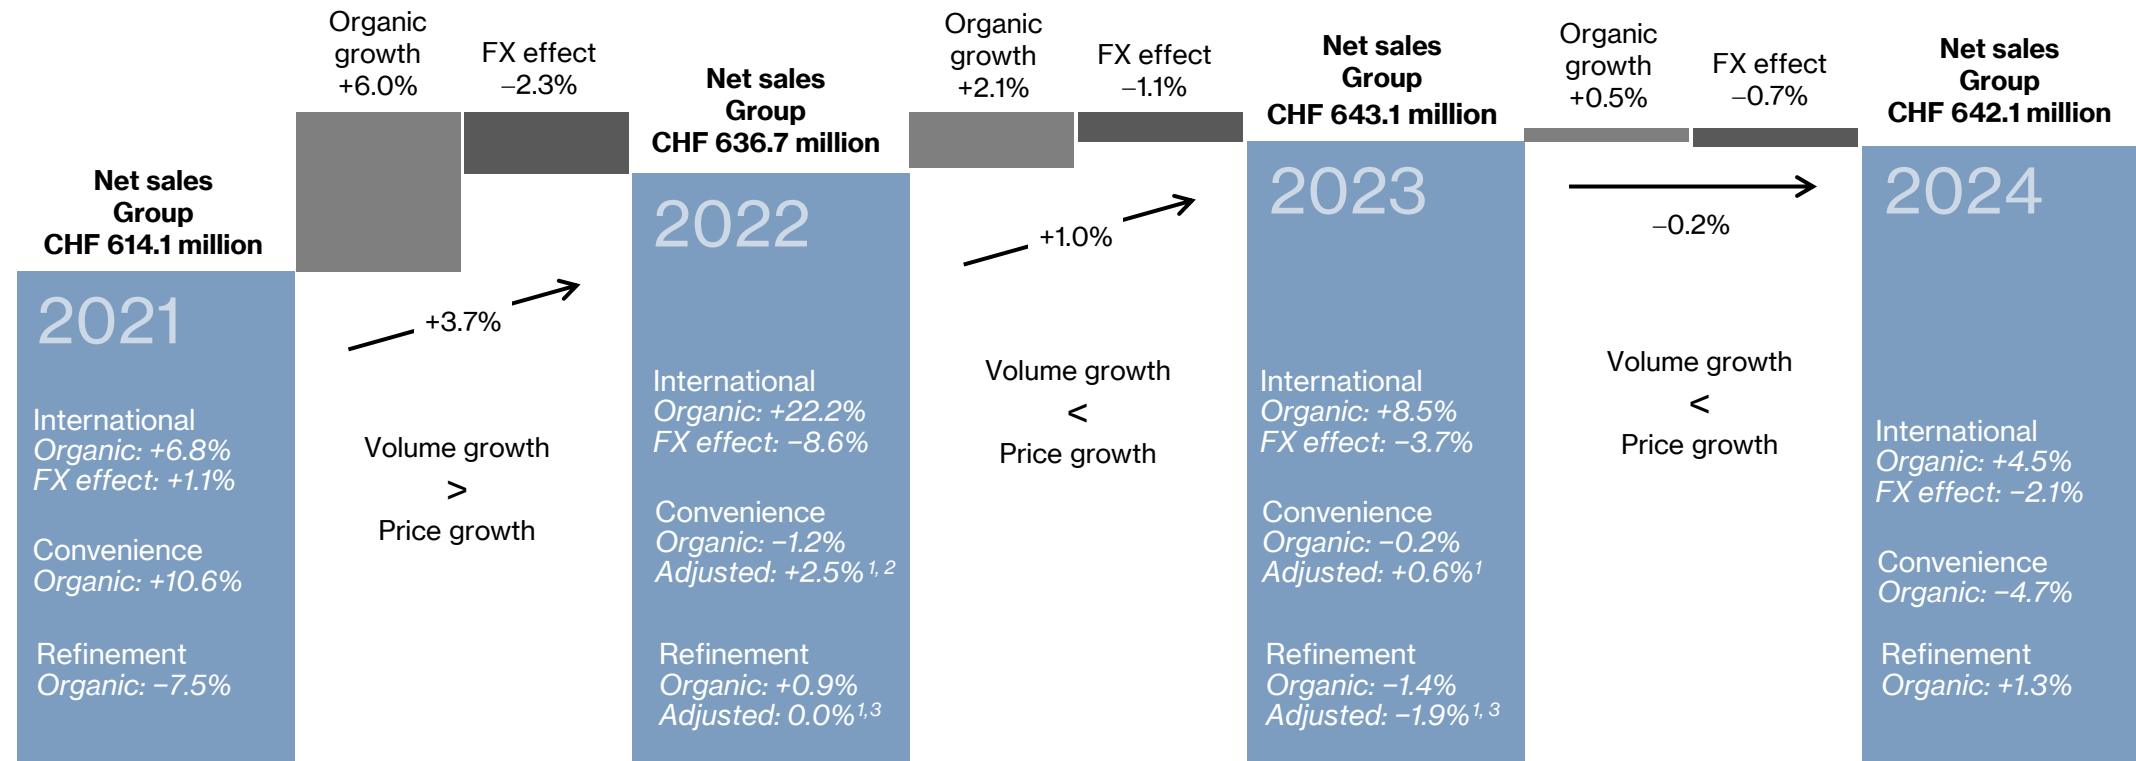 Net sales
Group
CHF 614.1 million
2021
International
Organic: +6.8%
FX effect: +1.1%
Convenience
Organic: +10.6%
Refinement
Organic: −7.5%
Organic
growth
+6.0%
FX effect
−2.3%
+3.7%
Volume growth
>
Price growth
Net sales
Group
CHF 636.7 million
2022
International
Organic: +22.2%
FX effect: −8.6%
Convenience
Organic: −1.2%
Adjusted: +2.5% 1, 2
Refinement
Organic: +0.9%
Adjusted: 0.0% 1,3
Organic
growth
+2.1%
FX effect
−1.1%
+1.0%
Volume growth
<
Price growth
Net sales
Group
CHF 643.1 million
2023
International
Organic: +8.5%
FX effect: −3.7%
Convenience
Organic: −0.2%
Adjusted: +0.6% 1
Refinement
Organic: −1.4%
Adjusted: −1.9% 1, 3
Organic
growth
+0.5%
FX effect
−0.7%
−0.2%
Volume growth
<
Price growth
Net sales
Group
CHF 642.1 million
2024
International
Organic: +4.5%
FX effect: −2.1%
Convenience
Organic: −4.7%
Refinement
Organic: +1.3%